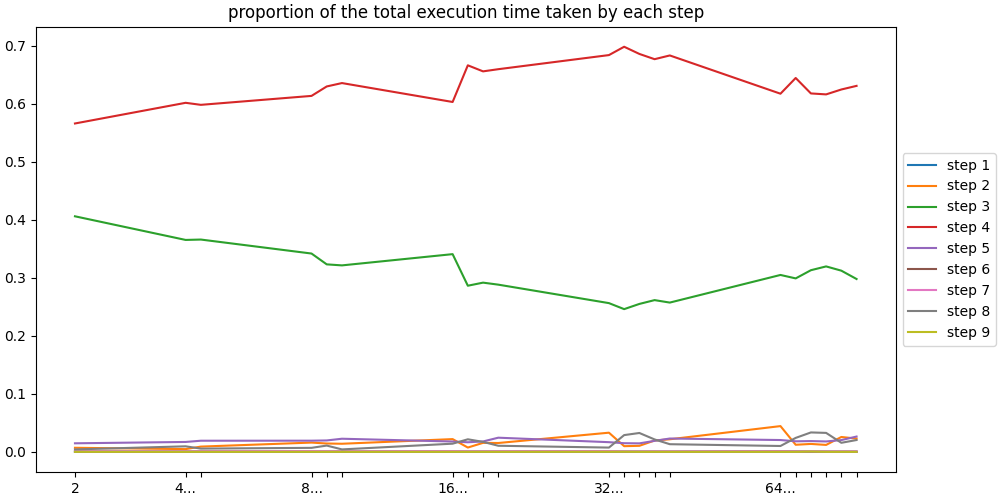 proportion of the total execution time taken by each step
0.7
0.6
0.5
0.4
0.3
0.2
0.1
0.0
2 4... 8... 16... 32... 64...
step 1
step 2
step 3
step 4
step 5
step 6
step 7
step 8
step 9